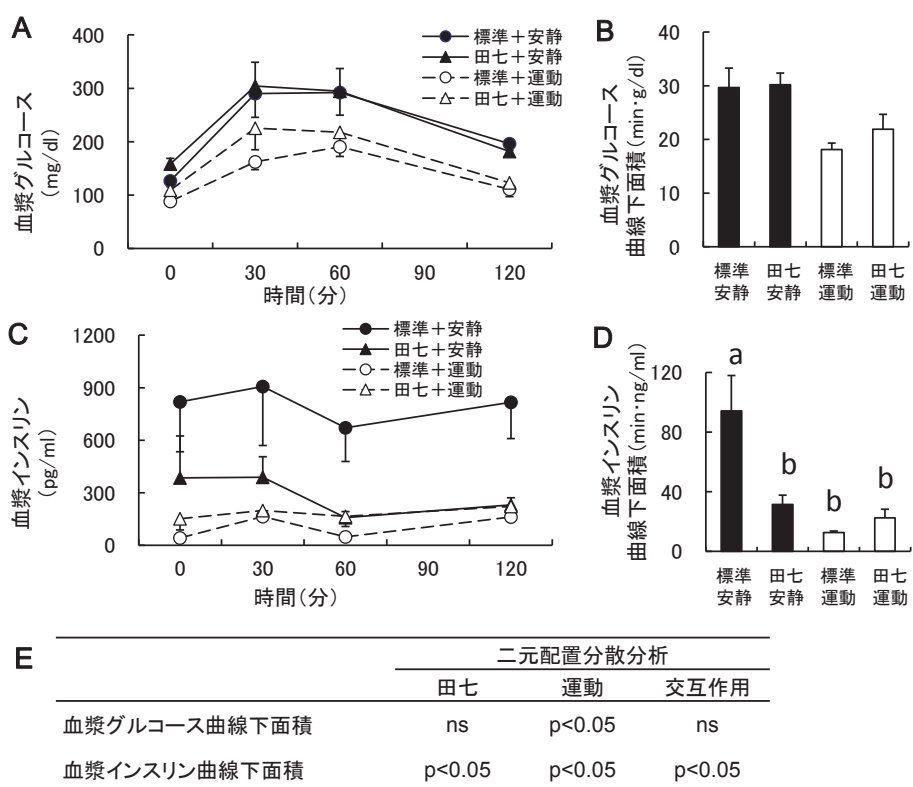 A
標準＋安静
田七＋安静
標準＋運動
田七＋運動
血漿グルコース
(mg/dl)
400
300
200
100
0
0 30 60 90 120
時間（分）
B
血漿グルコース
曲線下面積(min·g/dl)
40
30
20
10
0
標準 田七 標準 田七
安静 安静 運動 運動
C
標準＋安静
田七＋安静
標準＋運動
田七＋運動
血漿インスリン
(pg/ml)
1200
900
600
300
0
0 30 60 90 120
時間（分）
D
血漿インスリン
曲線下面積(min·ng/ml)
120
80
40
0
a
b
b
b
標準 田七 標準 田七
安静 安静 運動 運動
E
二元配置分散分析
田七 運動 交互作用
血漿グルコース曲線下面積 ns p<0.05 ns
血漿インスリン曲線下面積 p<0.05 p<0.05 p<0.05